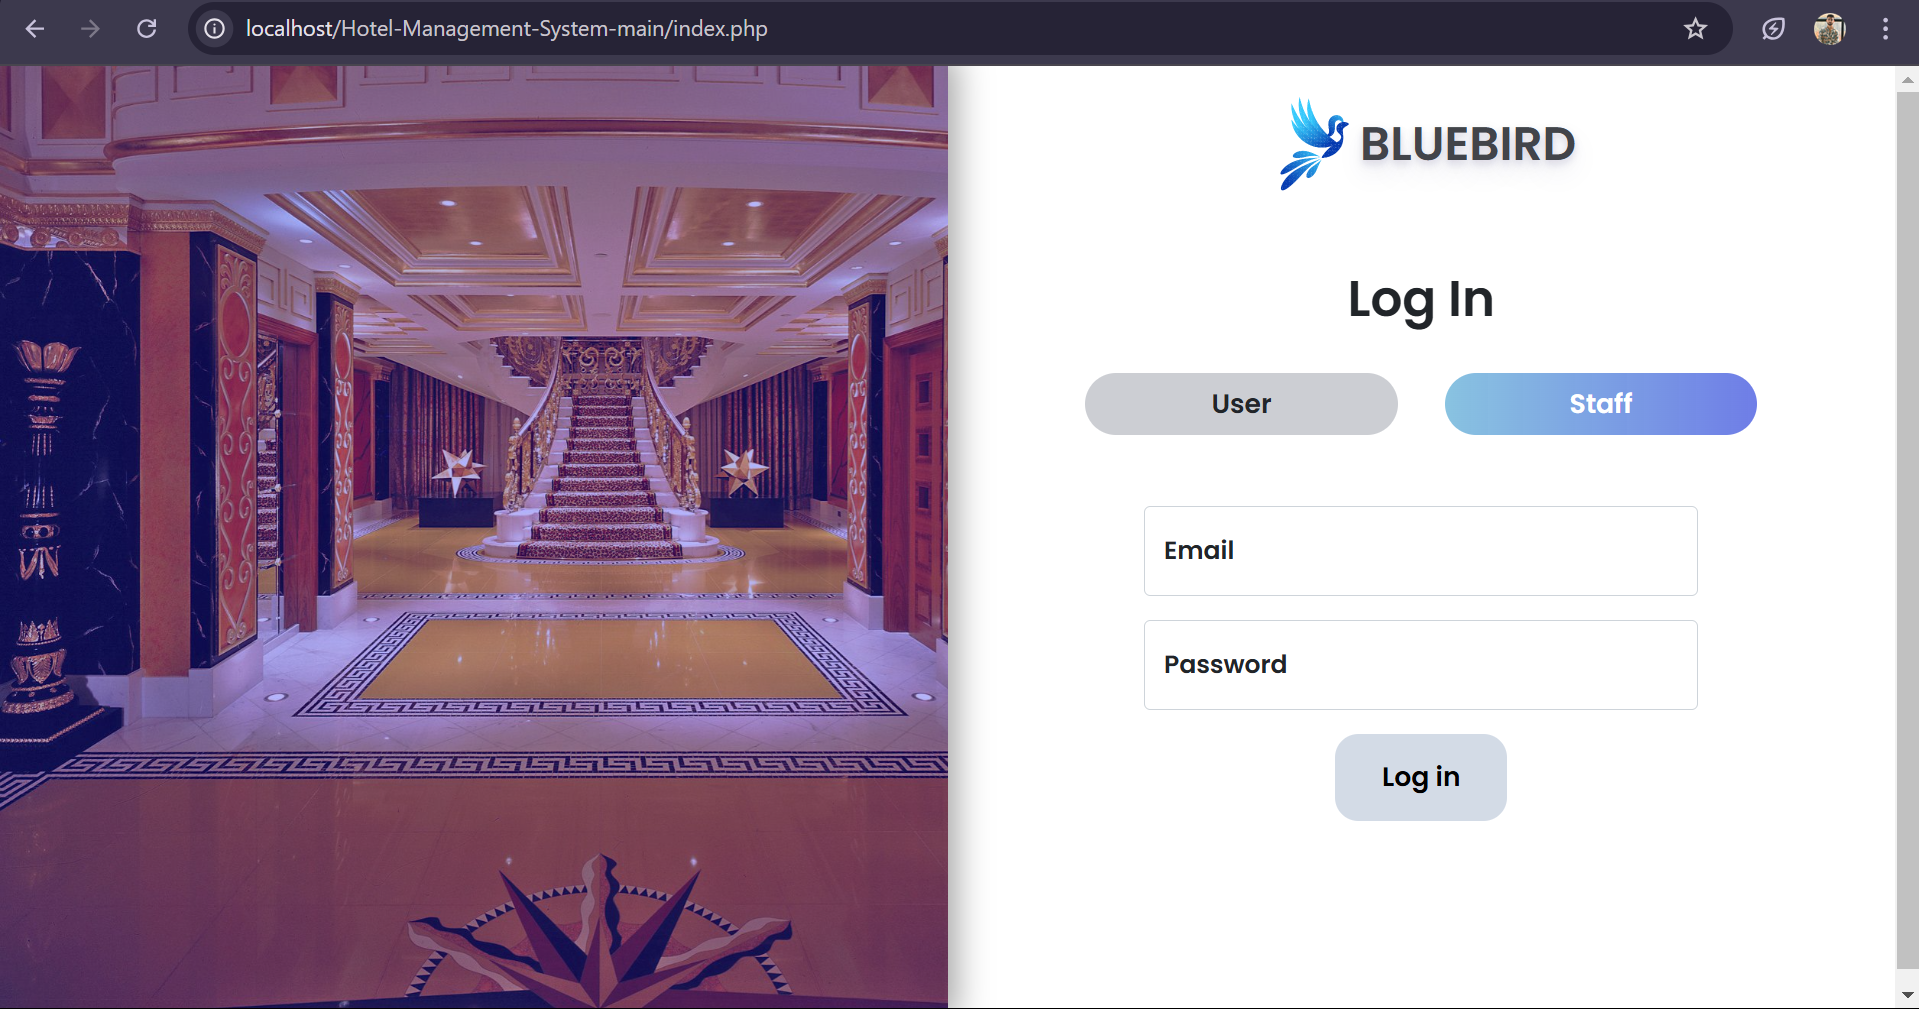 localhost/Hotel-Management-System-main/index.php
BLUEBIRD
Log In
User
Staff
Email
Password
Log in